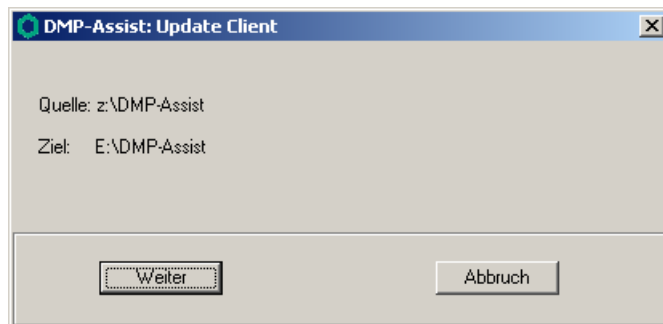 DMP-Assist: Update Client
Quelle: z:\DMP-Assist
Ziel: E:\DMP-Assist
Weiter
Abbruch